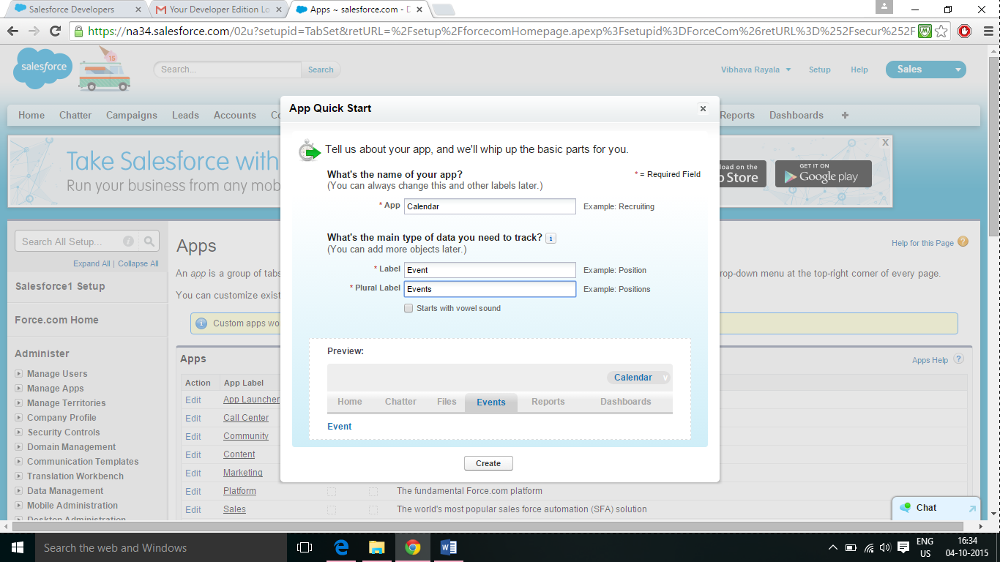 Salesforce Developers
Your Developer Edition Lo
Apps ~ salesforce.com - D
https://na34.salesforce.com/02u?setupid=TabSet&retURL=%2Fsetup%2FforcecomHomepage.apexp%3Fsetupid%3DForceCom%26retURL%3D%252Fsecur%252F
salesforce
15
Search...
Search
Vibhava Rayala
Setup
Help
Sales
Home Chatter Campaigns Leads Accounts Co Reports Dashboards +
App Quick Start
Take Salesforce with
Run your business from any mob
load on the
p Store
GET IT ON
Google play
X
Tell us about your app, and we'll whip up the basic parts for you.
What's the name of your app?
* = Required Field
(You can always change this and other labels later.)
* App Calendar Example: Recruiting
What's the main type of data you need to track? i
(You can add more objects later.)
* Label Event Example: Position
* Plural Label Events Example: Positions
Starts with vowel sound
Preview:
Calendar
Home Chatter Files Events Reports Dashboards
Event
Create
Search All Setup...
Expand All | Collapse All
Salesforce1 Setup
Force.com Home
Administer
Manage Users
Manage Apps
Manage Territories
Company Profile
Security Controls
Domain Management
Communication Templates
Translation Workbench
Data Management
Mobile Administration
Desktop Administration
Apps
Help for this Page ?
An app is a group of tabs
rop-down menu at the top-right corner of every page.
You can customize exist
Custom apps wo
Apps
Apps Help ?
Action App Label
Edit App Launcher
Edit Call Center
Edit Community
Edit Content
Edit Marketing
Edit Platform The fundamental Force.com platform
Edit Sales The world's most popular sales force automation (SFA) solution
Chat
Search the web and Windows
ENG
US
16:34
04-10-2015